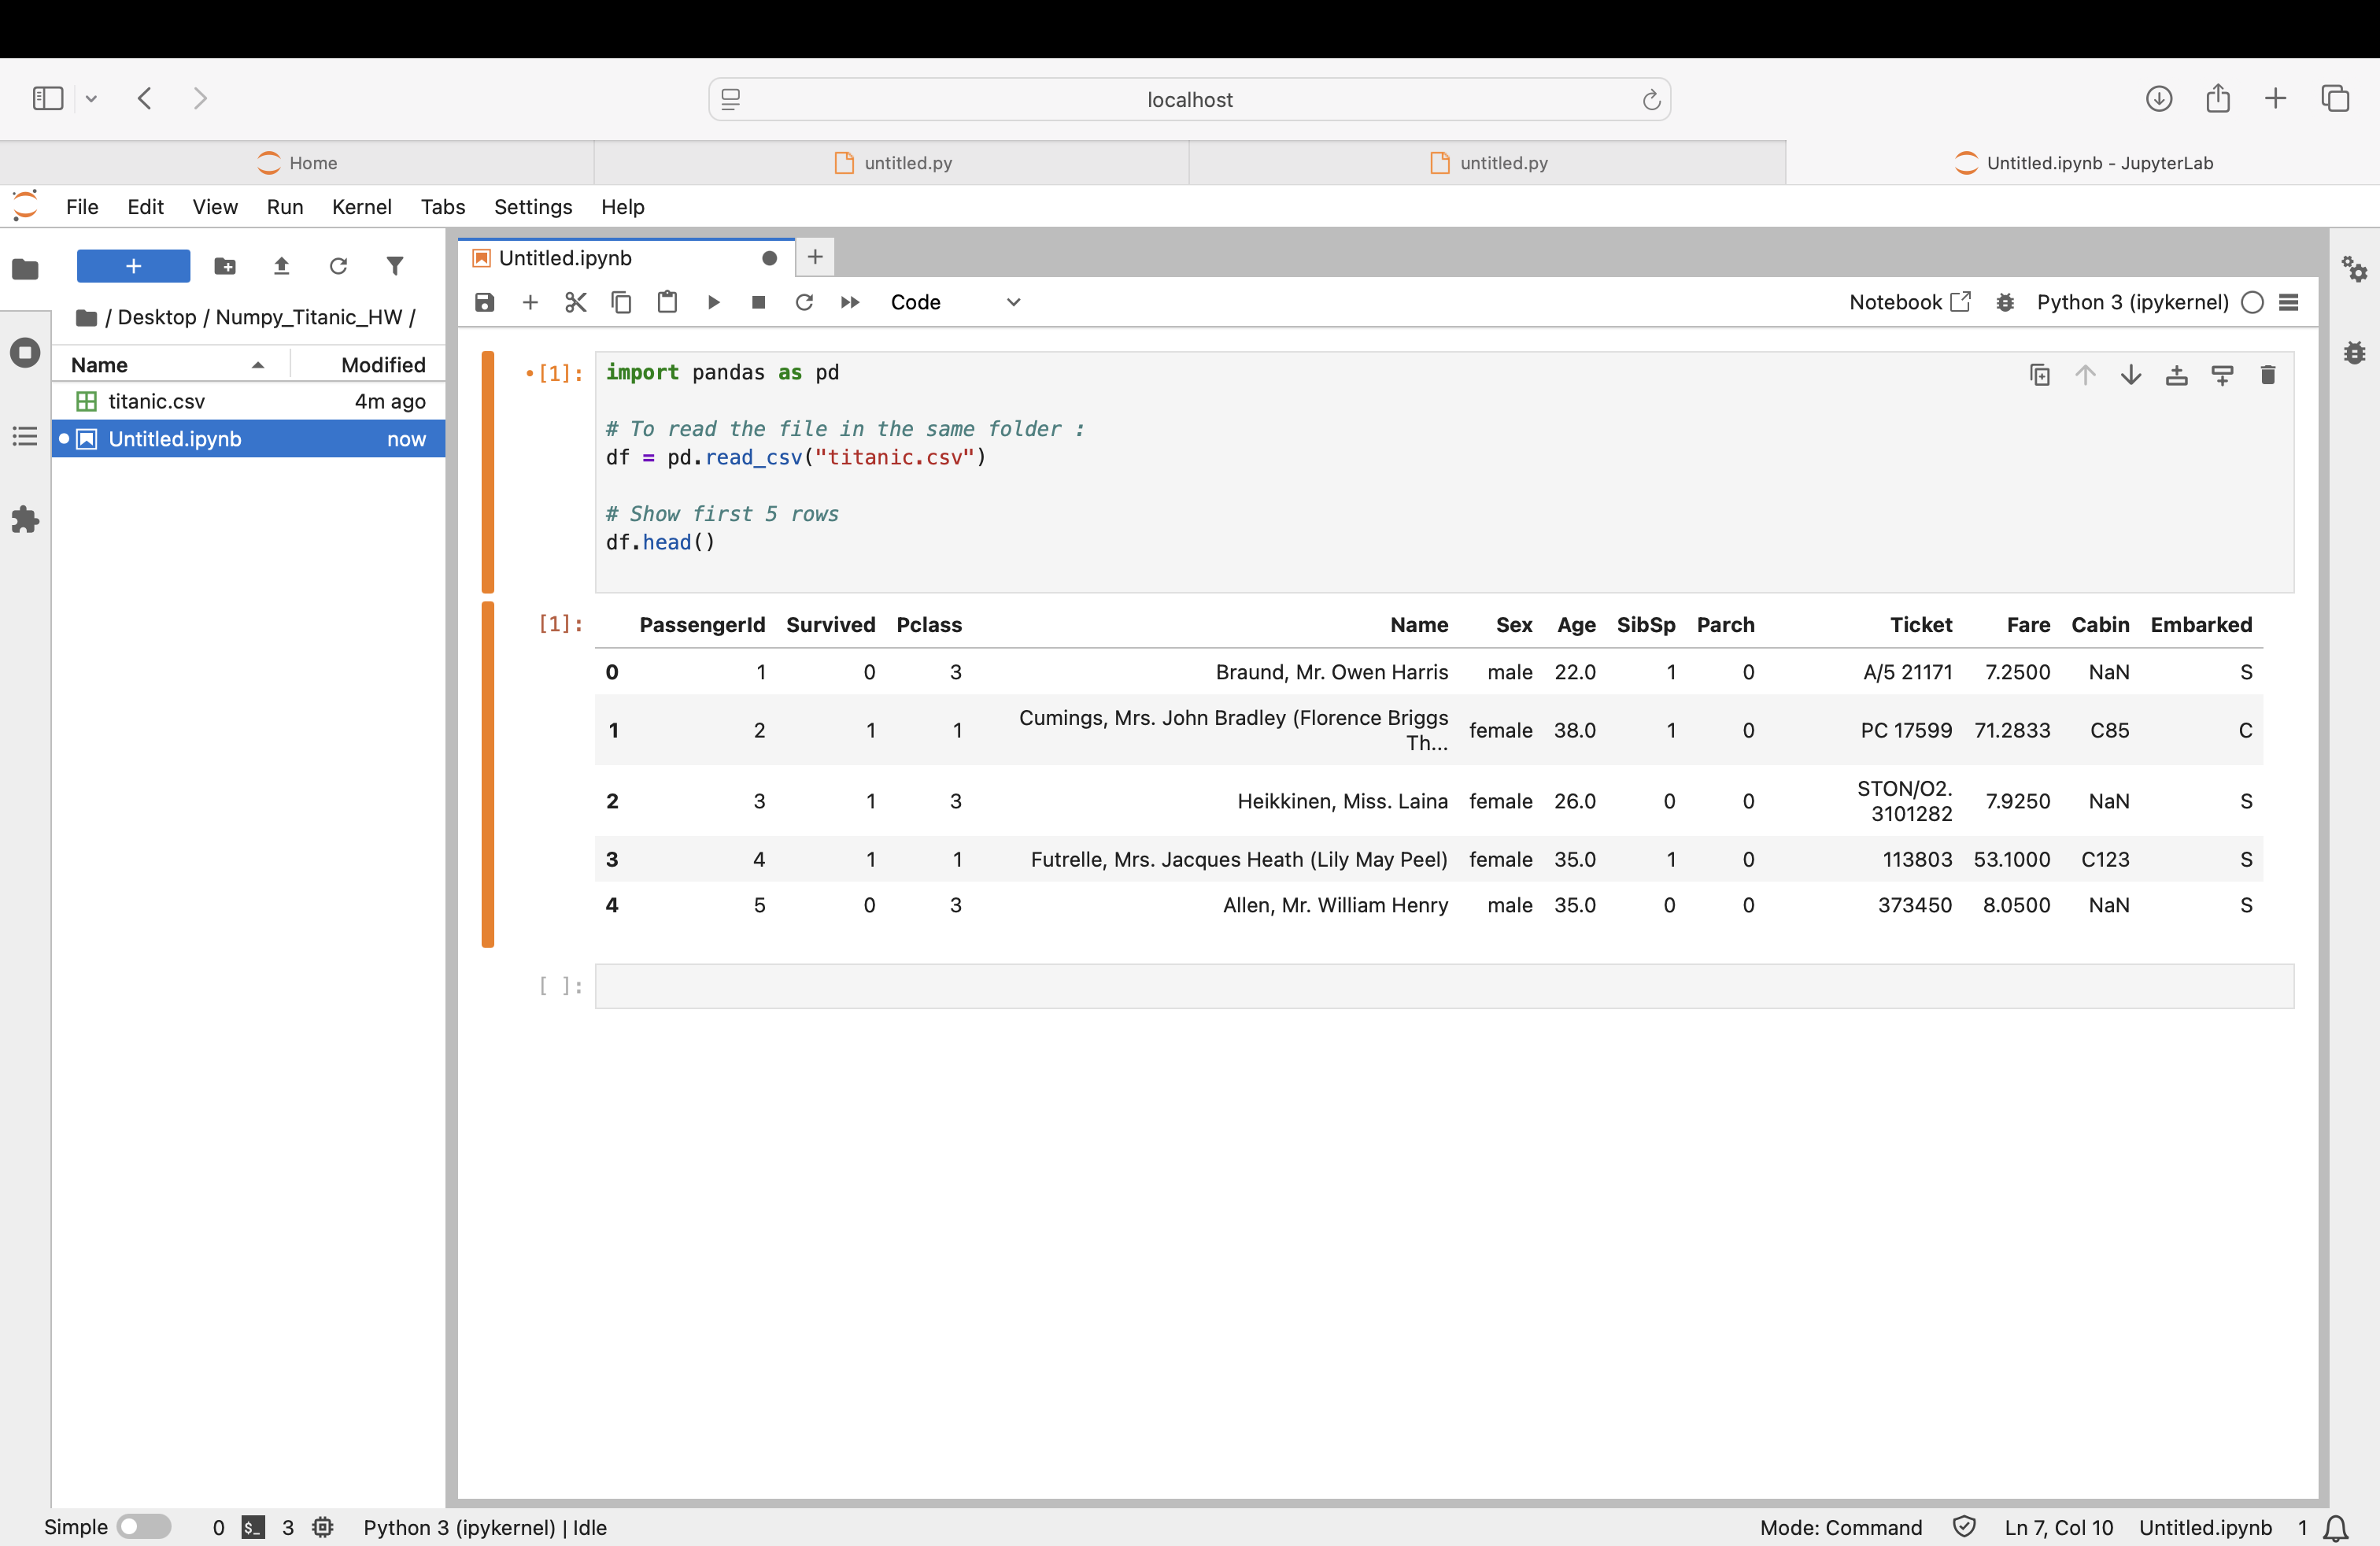 localhost
Home
untitled.py
untitled.py
Untitled.ipynb - JupyterLab
File Edit View Run Kernel Tabs Settings Help
+
/ Desktop / Numpy_Titanic_HW /
Name Modified
titanic.csv 4m ago
Untitled.ipynb now
Untitled.ipynb
Code
Notebook
Python 3 (ipykernel)
[1]:
import pandas as pd
# To read the file in the same folder :
df = pd.read_csv("titanic.csv")
# Show first 5 rows
df.head()
[1]:
PassengerId Survived Pclass Name Sex Age SibSp Parch Ticket Fare Cabin Embarked
0 1 0 3 Braund, Mr. Owen Harris male 22.0 1 0 A/5 21171 7.2500 NaN S
1 2 1 1 Cumings, Mrs. John Bradley (Florence Briggs
Th... female 38.0 1 0 PC 17599 71.2833 C85 C
2 3 1 3 Heikkinen, Miss. Laina female 26.0 0 0 STON/O2.
3101282 7.9250 NaN S
3 4 1 1 Futrelle, Mrs. Jacques Heath (Lily May Peel) female 35.0 1 0 113803 53.1000 C123 S
4 5 0 3 Allen, Mr. William Henry male 35.0 0 0 373450 8.0500 NaN S
[ ]:
Simple 0 $_ 3 Python 3 (ipykernel) | Idle
Mode: Command Ln 7, Col 10 Untitled.ipynb 1